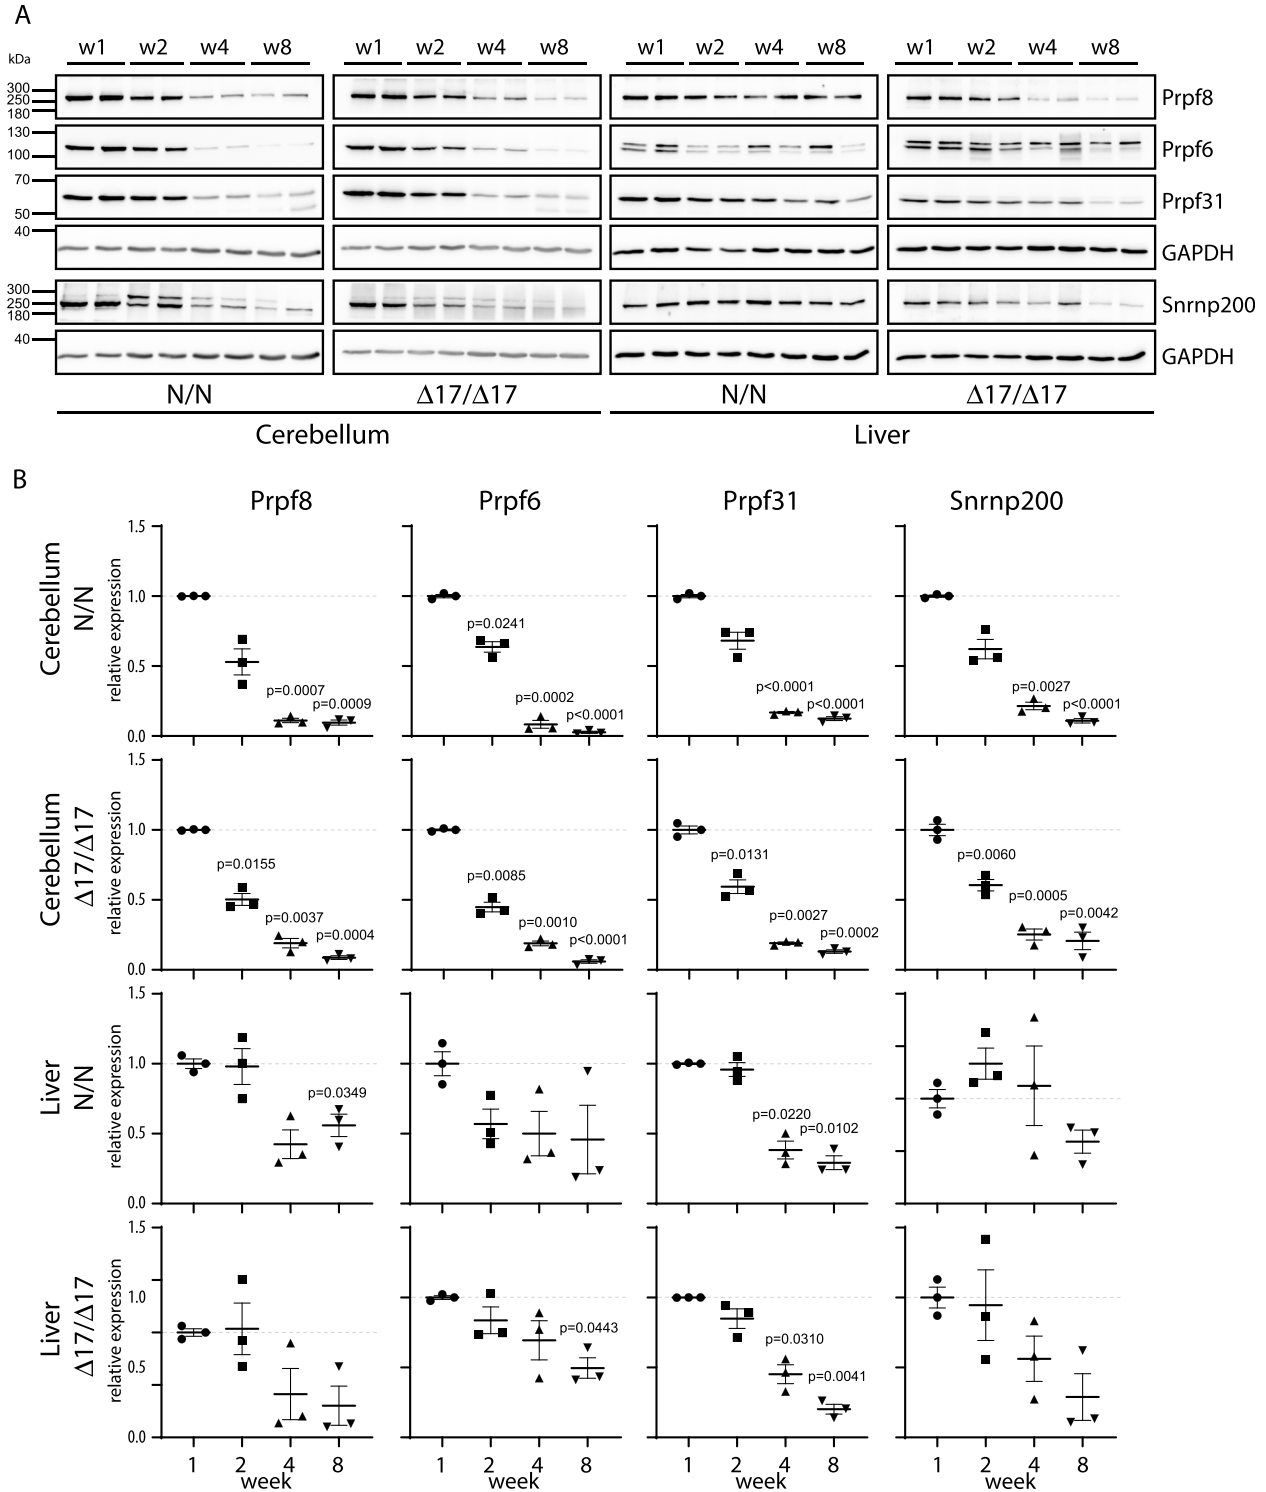 A
w1 w2 w4 w8 w1 w2 w4 w8 w1 w2 w4 w8 w1 w2 w4 w8
kDa
300
250
180
Prpf8
130
100
Prpf6
70
50
Prpf31
40
GAPDH
300
250
180
Snrnp200
40
GAPDH
N/N Δ17/Δ17 N/N Δ17/Δ17
Cerebellum Liver
B
Prpf8 Prpf6 Prpf31 Snrnp200
Cerebellum
N/N
relative expression
1.5
1.0
0.5
0.0
p=0.0007
p=0.0009
p=0.0241
p=0.0002
p<0.0001
p<0.0001
p<0.0001
p=0.0027
p<0.0001
Cerebellum
Δ17/Δ17
relative expression
1.5
1.0
0.5
0.0
p=0.0155
p=0.0037
p=0.0004
p=0.0085
p=0.0010
p<0.0001
p=0.0131
p=0.0027
p=0.0002
p=0.0060
p=0.0005
p=0.0042
Liver
N/N
relative expression
1.5
1.0
0.5
0.0
p=0.0349
p=0.0220
p=0.0102
Liver
Δ17/Δ17
relative expression
1.5
1.0
0.5
0.0
p=0.0443
p=0.0310
p=0.0041
1 2 4 8 1 2 4 8 1 2 4 8 1 2 4 8
week week week week